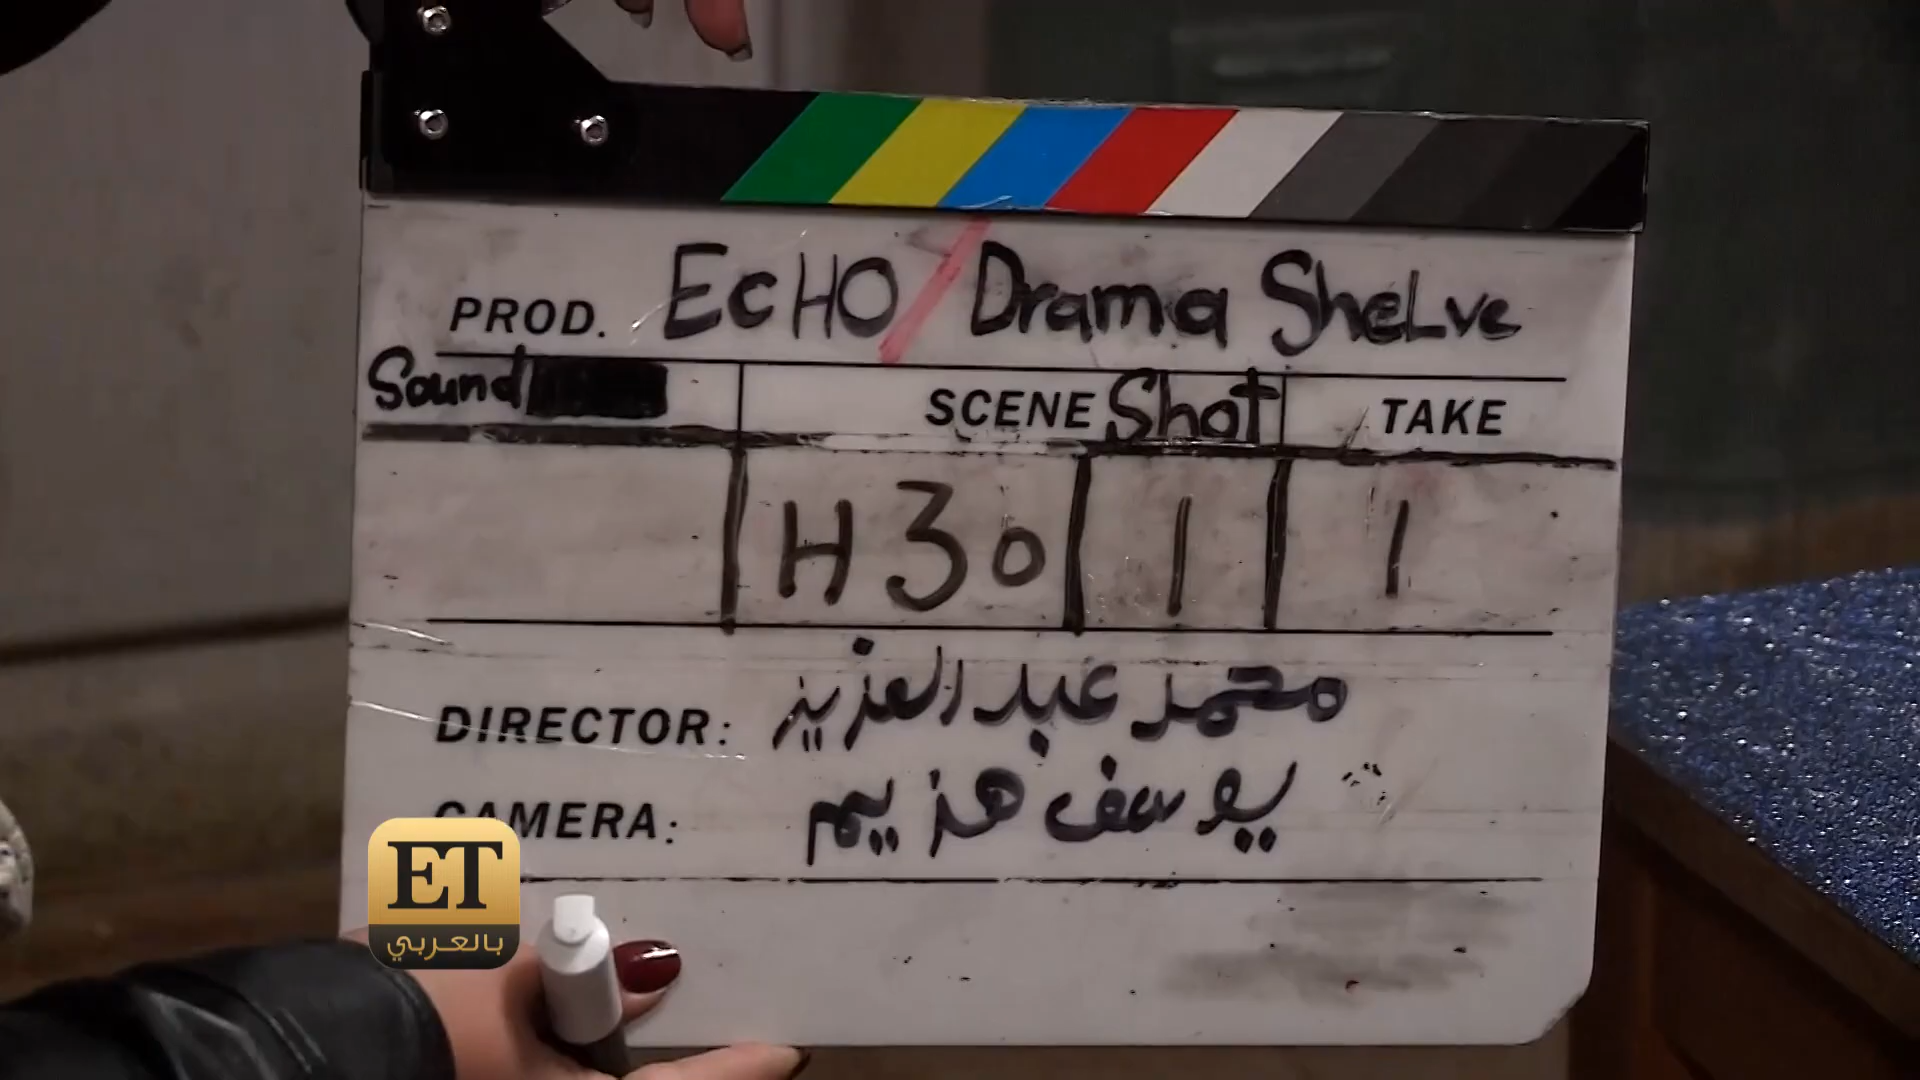 PROD. EcHO / Drama SheLve
Sound SCENE Shot TAKE
H30 1 1
DIRECTOR: محمد عبد العزيز
CAMERA: يوسف هزيم
ET
بالعربي